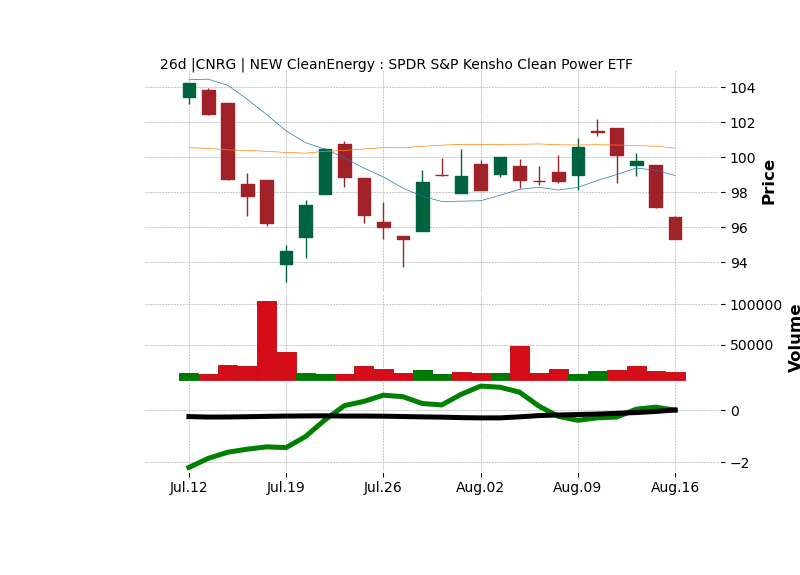 26d |CNRG | NEW CleanEnergy : SPDR S&P Kensho Clean Power ETF
104
102
100
98
96
94
Price
100000
50000
Volume
0
−2
Jul.12 Jul.19 Jul.26 Aug.02 Aug.09 Aug.16